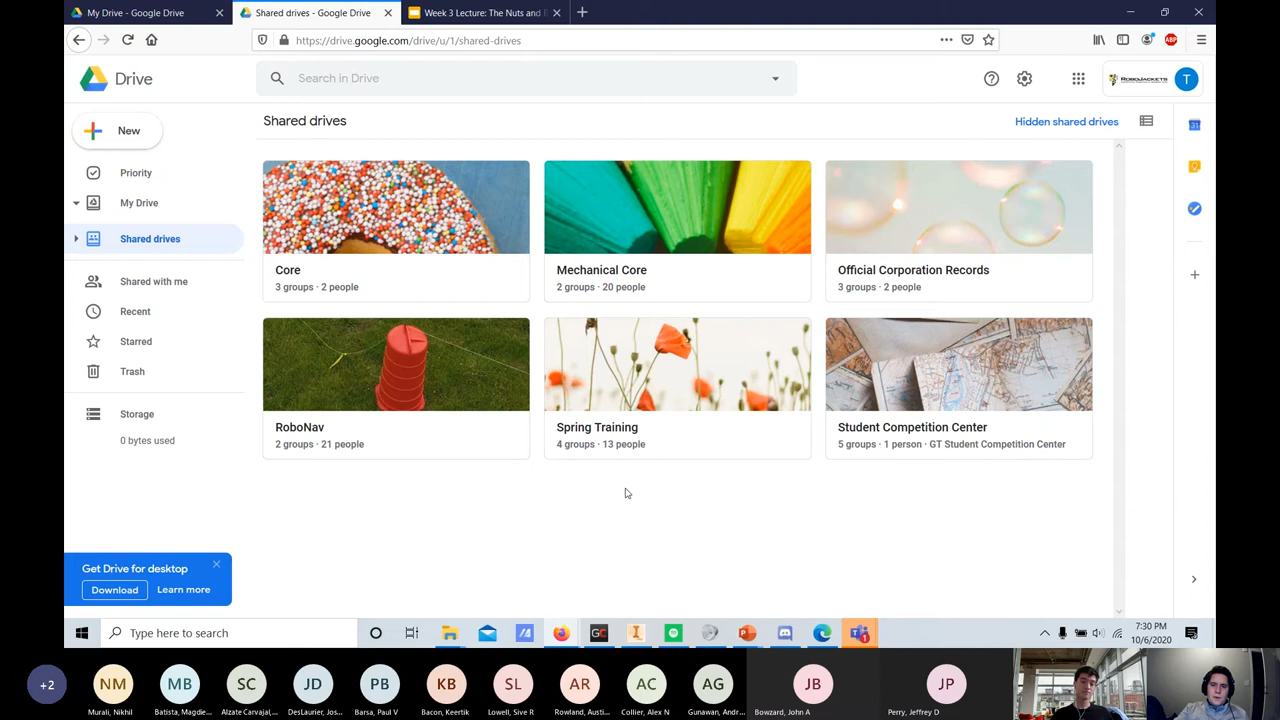 My Drive - Google Drive
Shared drives - Google Drive
Week 3 Lecture: The Nuts and
https://drive.google.com/drive/u/1/shared-drives
ABP
Drive
Search in Drive
ROBOJACKETS
T
New
Shared drives
Hidden shared drives
31
Priority
My Drive
Shared drives
Shared with me
Recent
Starred
Trash
Storage
0 bytes used
Core
3 groups · 2 people
Mechanical Core
2 groups · 20 people
Official Corporation Records
3 groups · 2 people
RoboNav
2 groups · 21 people
Spring Training
4 groups · 13 people
Student Competition Center
5 groups · 1 person · GT Student Competition Center
Get Drive for desktop
Download
Learn more
Type here to search
GC
7:30 PM
10/6/2020
+2
NM
MB
SC
JD
PB
KB
SL
AR
AC
AG
JB
JP
Murali, Nikhil
Batista, Magdie...
Alzate Carvajal,...
DesLaurier, Jos...
Barsa, Paul V
Bacon, Keertik
Lowell, Sive R
Rowland, Austi...
Collier, Alex N
Gunawan, Andr...
Bowzard, John A
Perry, Jeffrey D